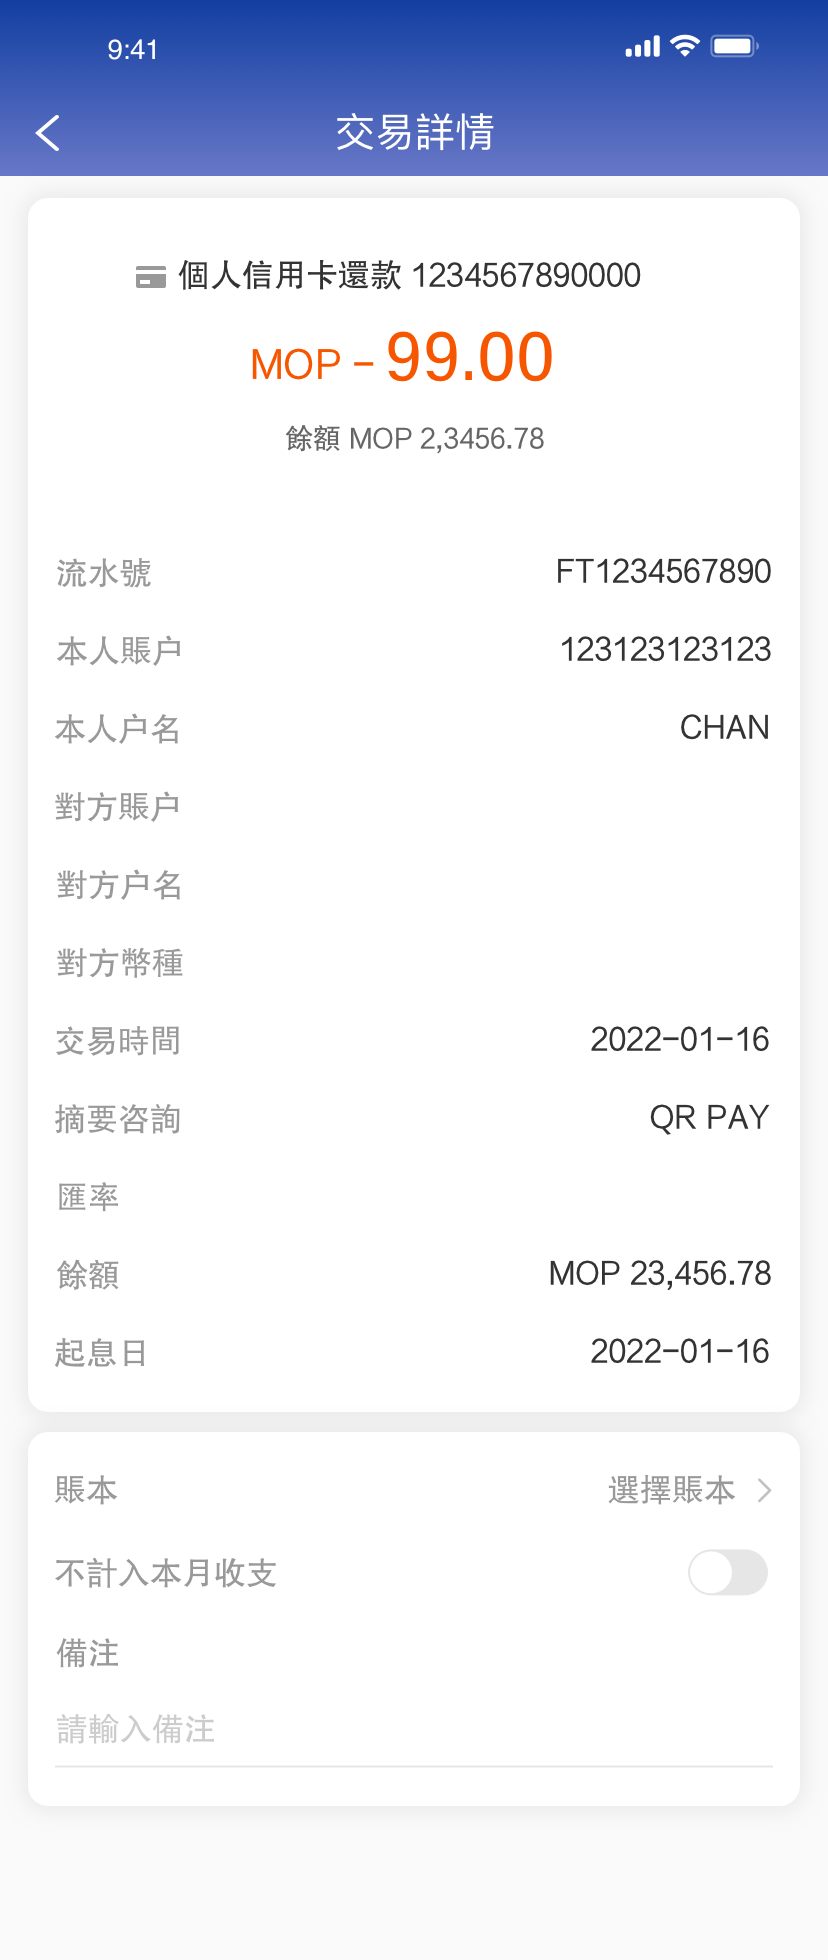 9:41
交易詳情
個人信用卡還款 1234567890000
MOP - 99.00
餘額 MOP 2,3456.78
流水號 FT1234567890
本人賬户 123123123123
本人户名 CHAN
對方賬户
對方户名
對方幣種
交易時間 2022-01-16
摘要咨詢 QR PAY
匯率
餘額 MOP 23,456.78
起息日 2022-01-16
賬本 選擇賬本
不計入本月收支
備注
請輸入備注